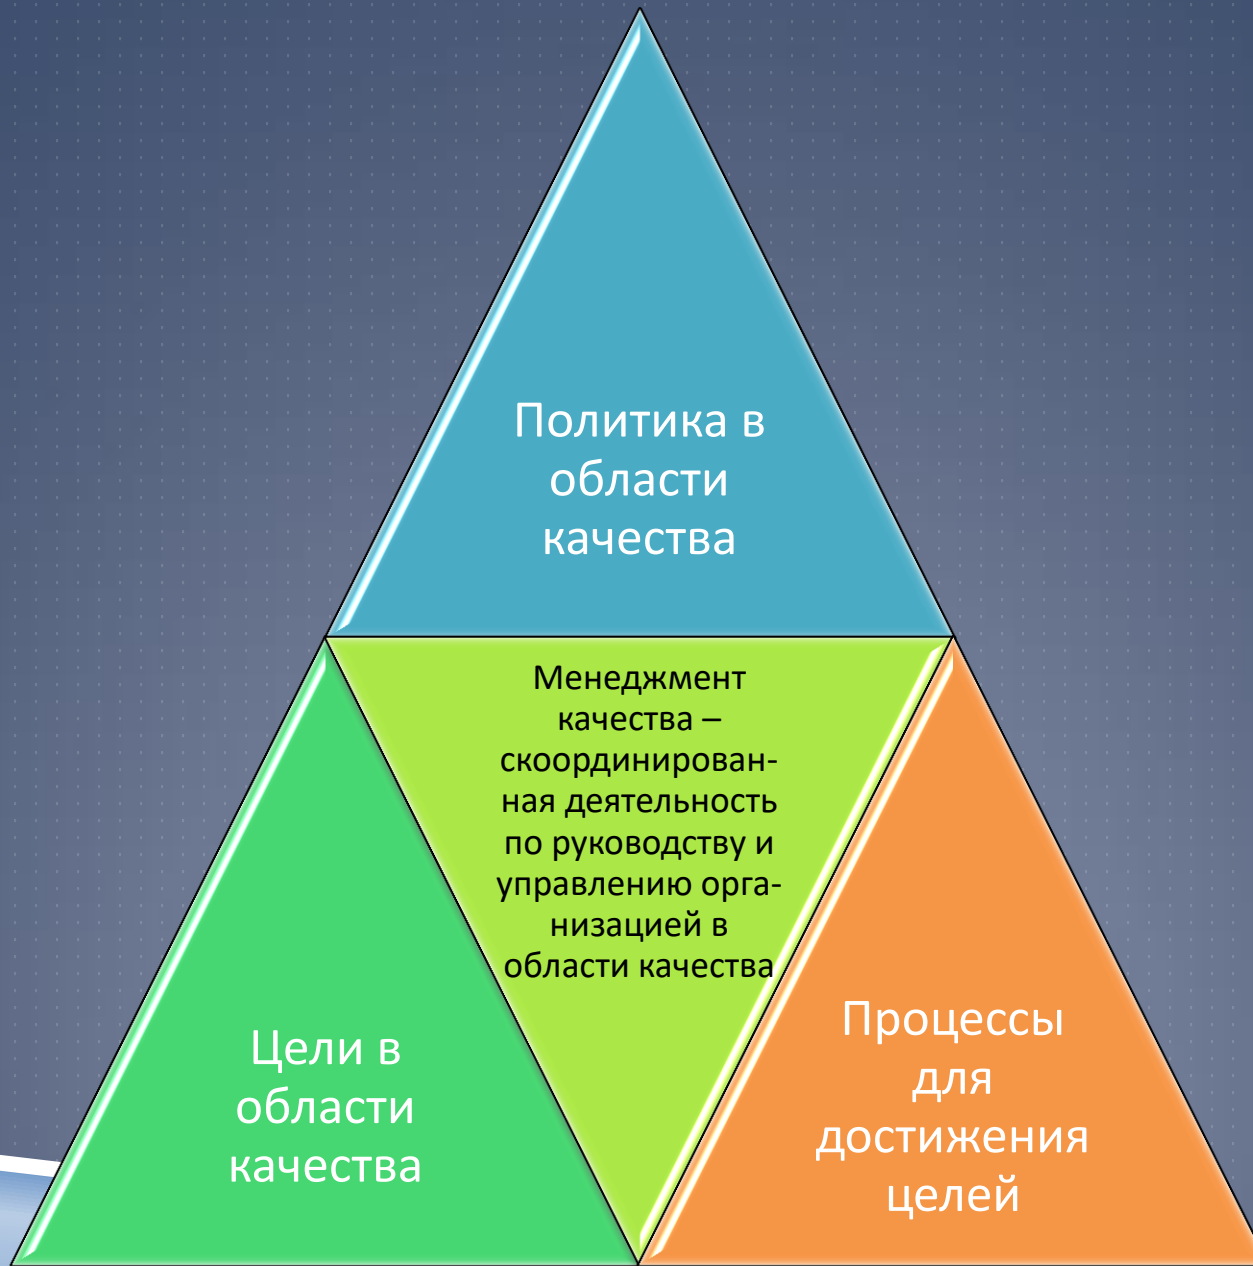 Политика в
области
качества
Менеджмент
качества –
скоординирован-
ная деятельность
по руководству и
управлению орга-
низацией в
области качества
Цели в
области
качества
Процессы
для
достижения
целей